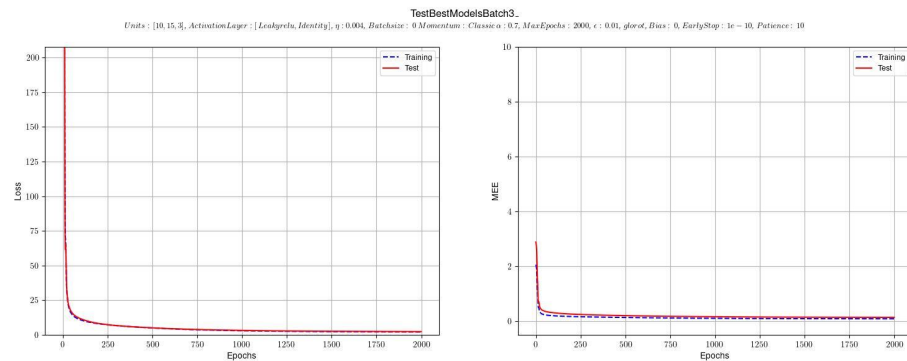 TestBestModelsBatch3_
Units : [10, 15, 3], ActivationLayer : [Leakyrelu, Identity], η : 0.004, Batchsize : 0 Momentum : Classic α : 0.7, MaxEpochs : 2000, ϵ : 0.01, glorot, Bias : 0, EarlyStop : 1e − 10, Patience : 10
200
175
150
125
100
75
50
25
0
Loss
0 250 500 750 1000 1250 1500 1750 2000
Epochs
Training
Test
10
8
6
4
2
0
MEE
0 250 500 750 1000 1250 1500 1750 2000
Epochs
Training
Test